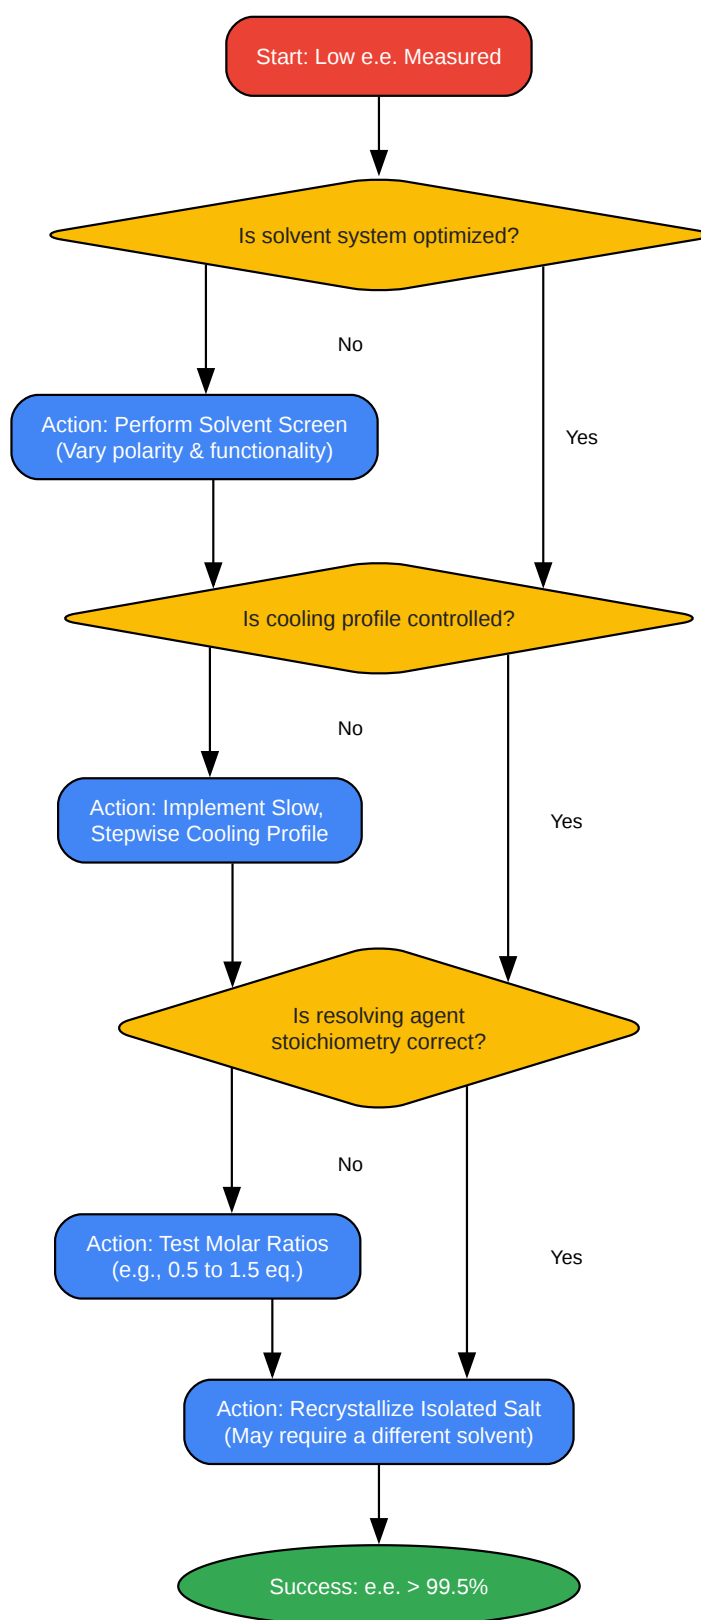 Start: Low e.e. Measured
Is solvent system optimized?
No
Action: Perform Solvent Screen
(Vary polarity & functionality)
Yes
Is cooling profile controlled?
No
Action: Implement Slow,
Stepwise Cooling Profile
Yes
Is resolving agent
stoichiometry correct?
No
Action: Test Molar Ratios
(e.g., 0.5 to 1.5 eq.)
Yes
Action: Recrystallize Isolated Salt
(May require a different solvent)
Success: e.e. > 99.5%